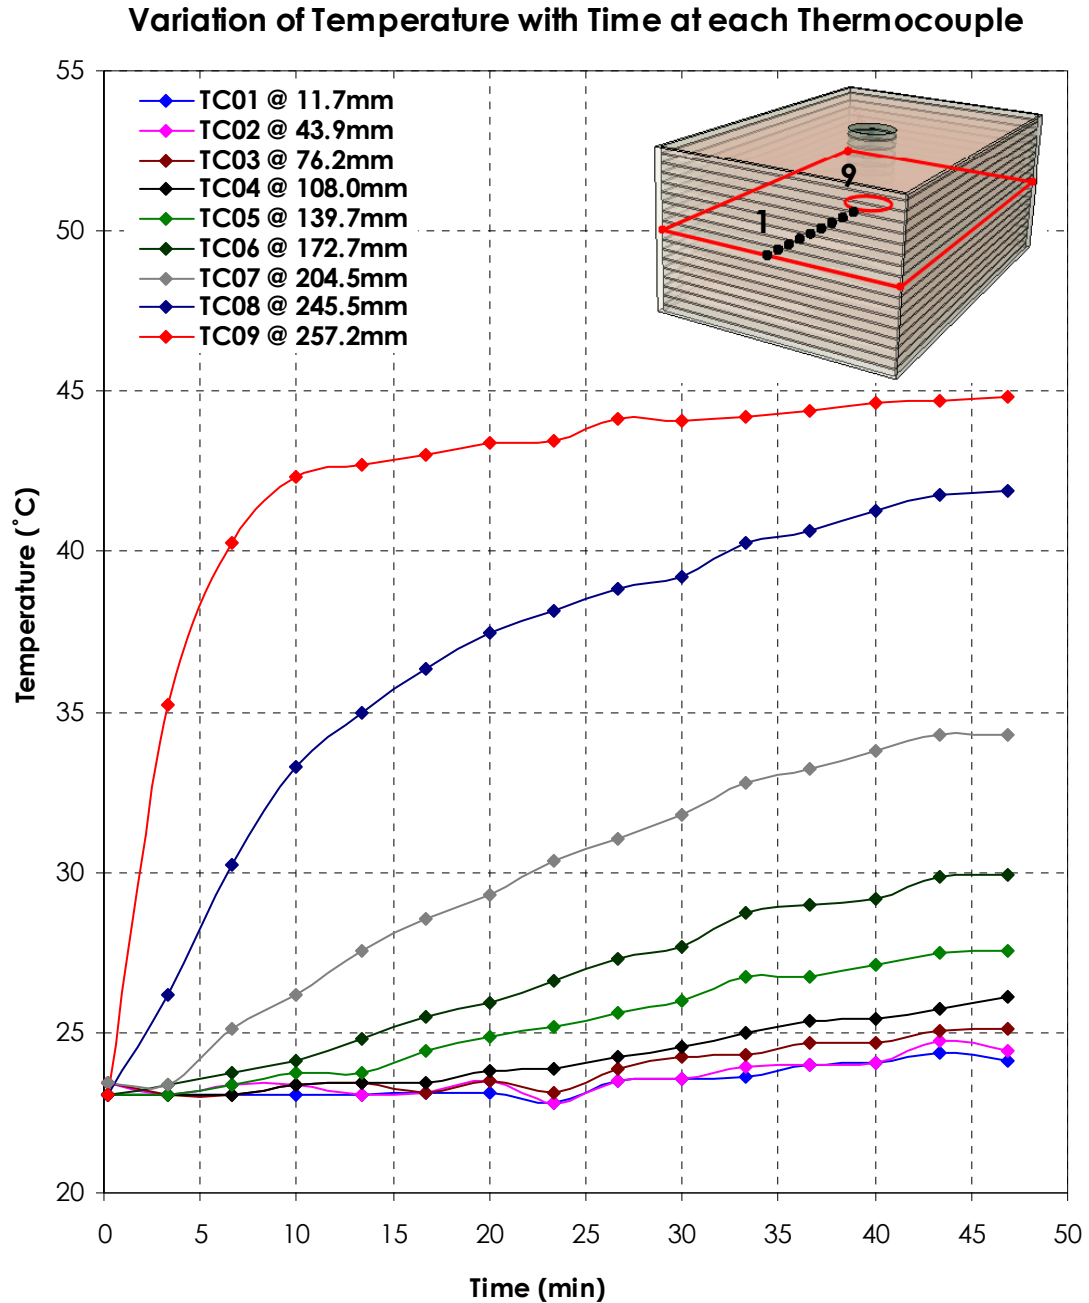 Variation of Temperature with Time at each Thermocouple
55
50
45
40
35
30
25
20
Temperature (˚C)
TC01 @ 11.7mm
TC02 @ 43.9mm
TC03 @ 76.2mm
TC04 @ 108.0mm
TC05 @ 139.7mm
TC06 @ 172.7mm
TC07 @ 204.5mm
TC08 @ 245.5mm
TC09 @ 257.2mm
9
1
0 5 10 15 20 25 30 35 40 45 50
Time (min)